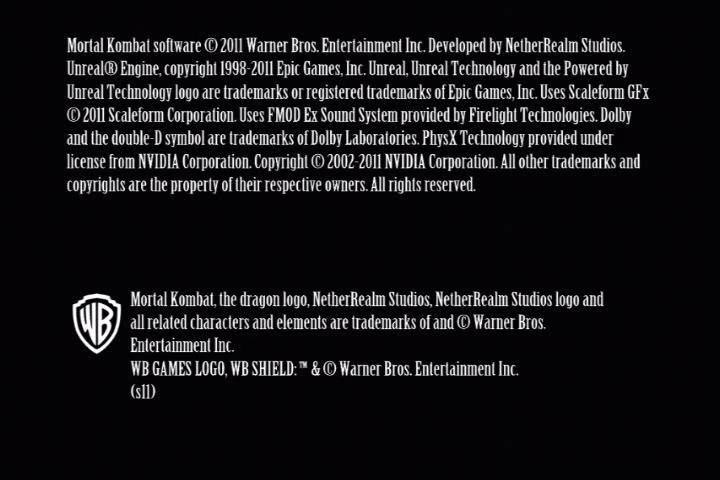 Mortal Kombat software © 2011 Warner Bros. Entertainment Inc. Developed by NetherRealm Studios.
Unreal® Engine, copyright 1998-2011 Epic Games, Inc. Unreal, Unreal Technology and the Powered by
Unreal Technology logo are trademarks or registered trademarks of Epic Games, Inc. Uses Scaleform GFx
© 2011 Scaleform Corporation. Uses FMOD Ex Sound System provided by Firelight Technologies. Dolby
and the double-D symbol are trademarks of Dolby Laboratories. PhysX Technology provided under
license from NVIDIA Corporation. Copyright © 2002-2011 NVIDIA Corporation. All other trademarks and
copyrights are the property of their respective owners. All rights reserved.
WB
Mortal Kombat, the dragon logo, NetherRealm Studios, NetherRealm Studios logo and
all related characters and elements are trademarks of and © Warner Bros.
Entertainment Inc.
WB GAMES LOGO, WB SHIELD: ™ & © Warner Bros. Entertainment Inc.
(s11)